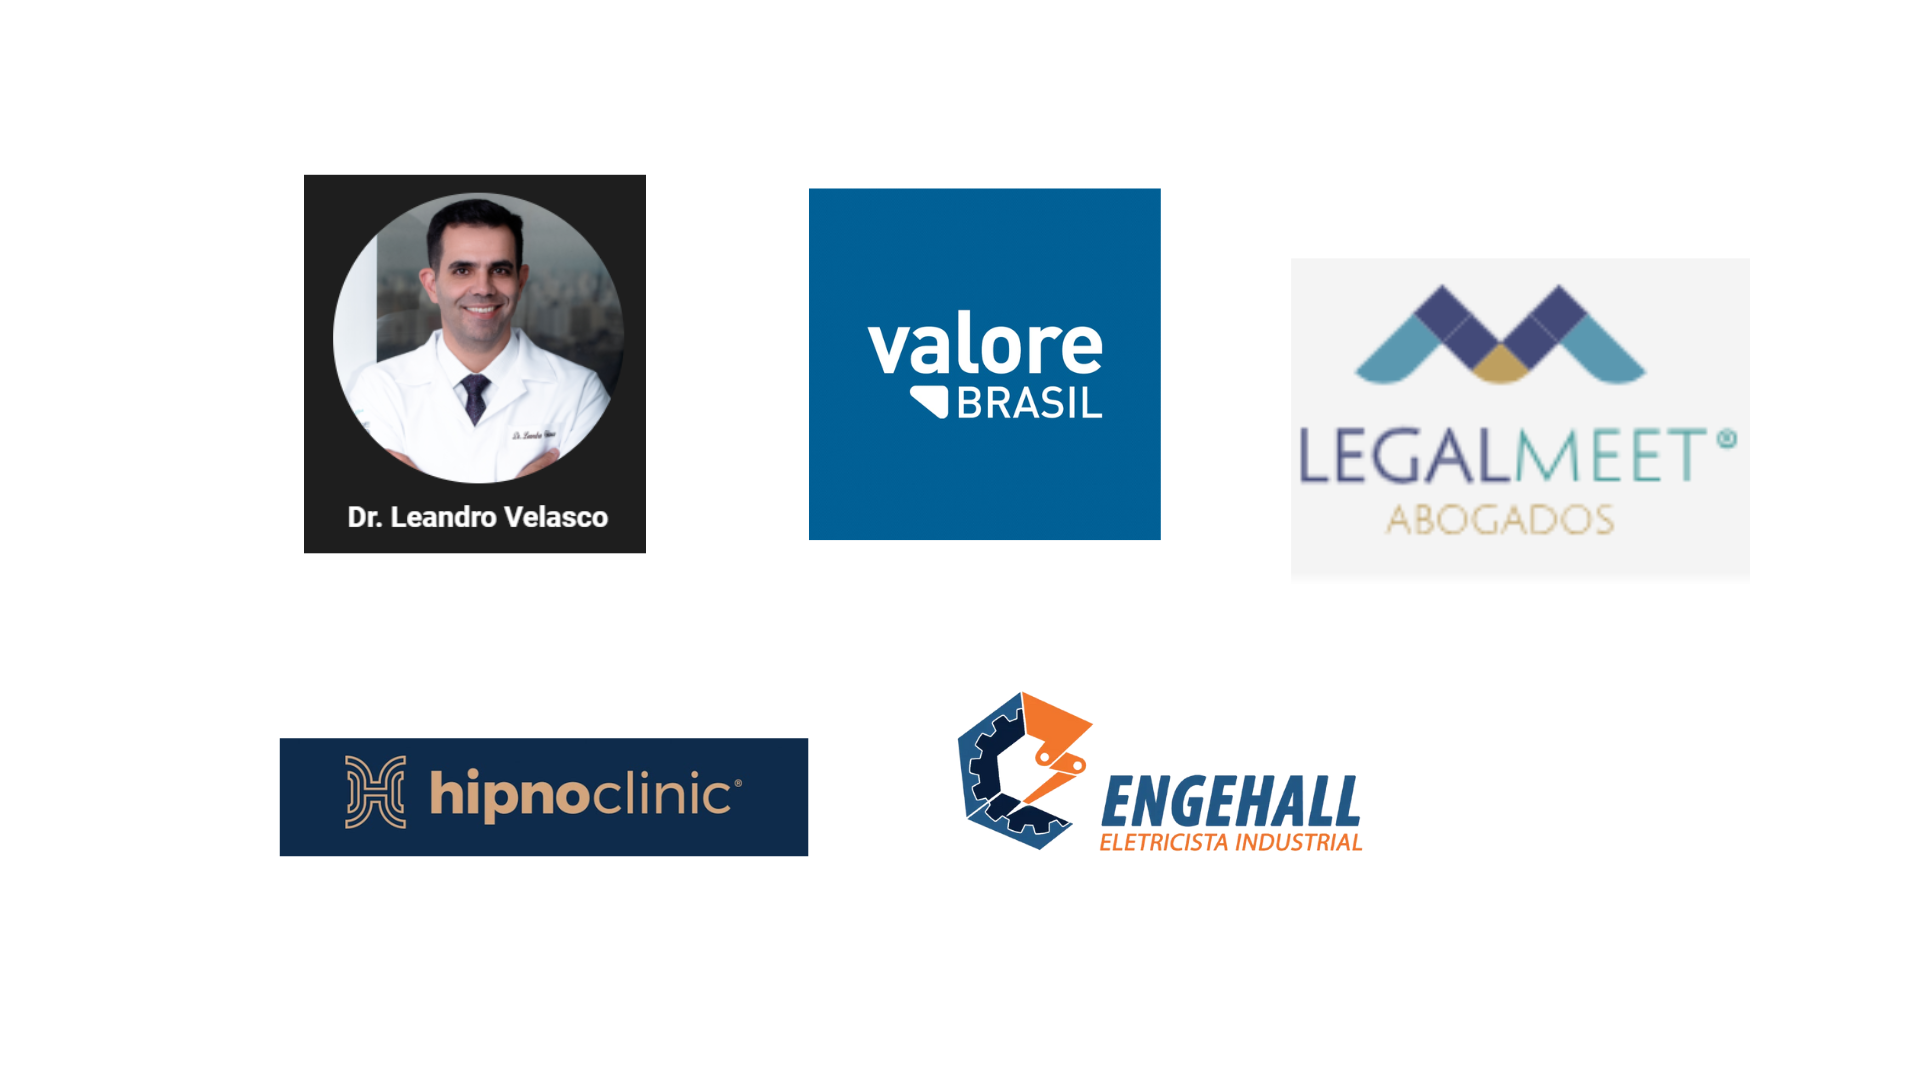 Dr. Leandro Velasco
valore
BRASIL
LEGALMEET®
ABOGADOS
hipnoclinic®
ENGEHALL
ELETRICISTA INDUSTRIAL